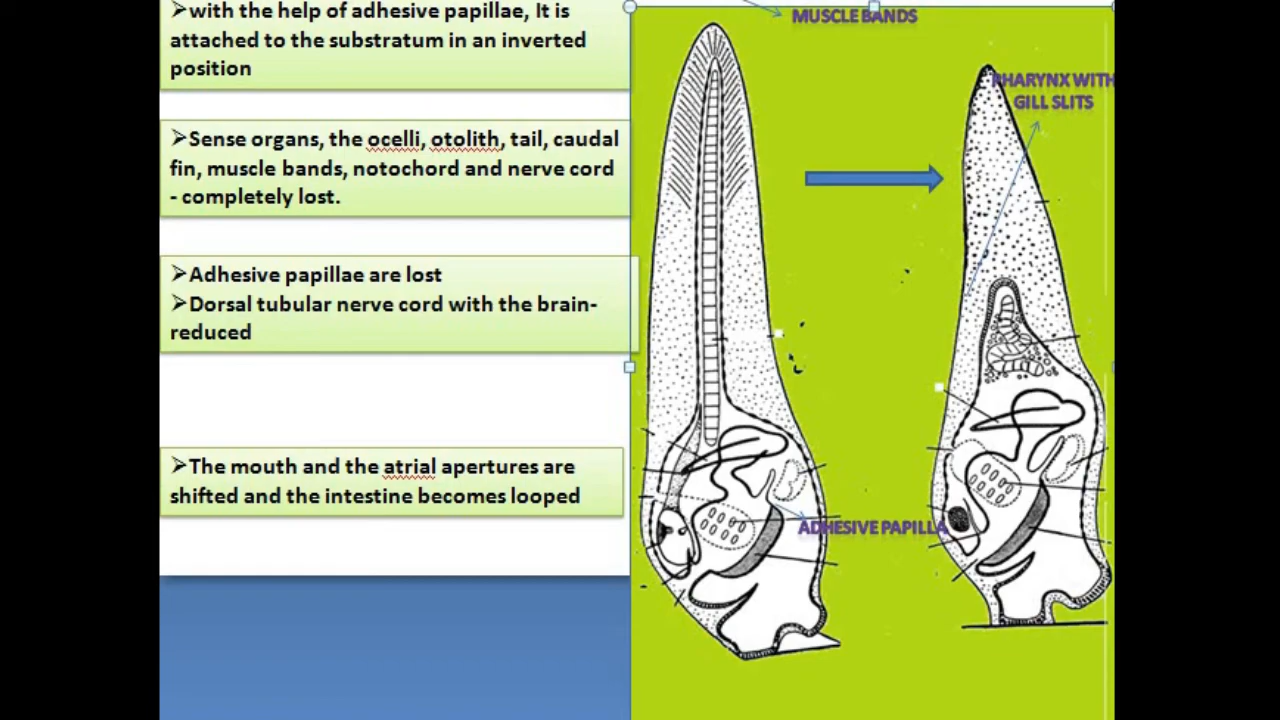 ➢with the help of adhesive papillae, It is
attached to the substratum in an inverted
position
➢Sense organs, the ocelli, otolith, tail, caudal
fin, muscle bands, notochord and nerve cord
- completely lost.
➢Adhesive papillae are lost
➢Dorsal tubular nerve cord with the brain-
reduced
➢The mouth and the atrial apertures are
shifted and the intestine becomes looped
MUSCLE BANDS
PHARYNX WITH
GILL SLITS
ADHESIVE PAPILLA